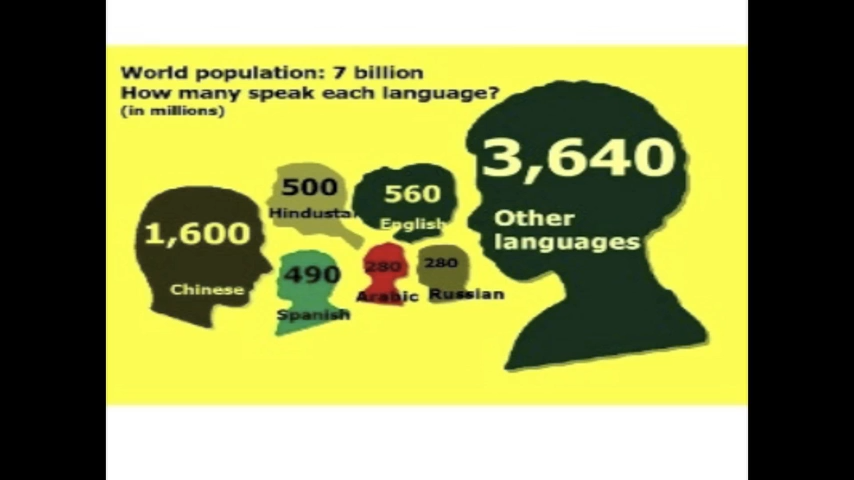 World population: 7 billion
How many speak each language?
(in millions)
1,600
Chinese
500
Hindusta
560
English
490
Spanish
280
Arabic
280
Russian
3,640
Other
languages